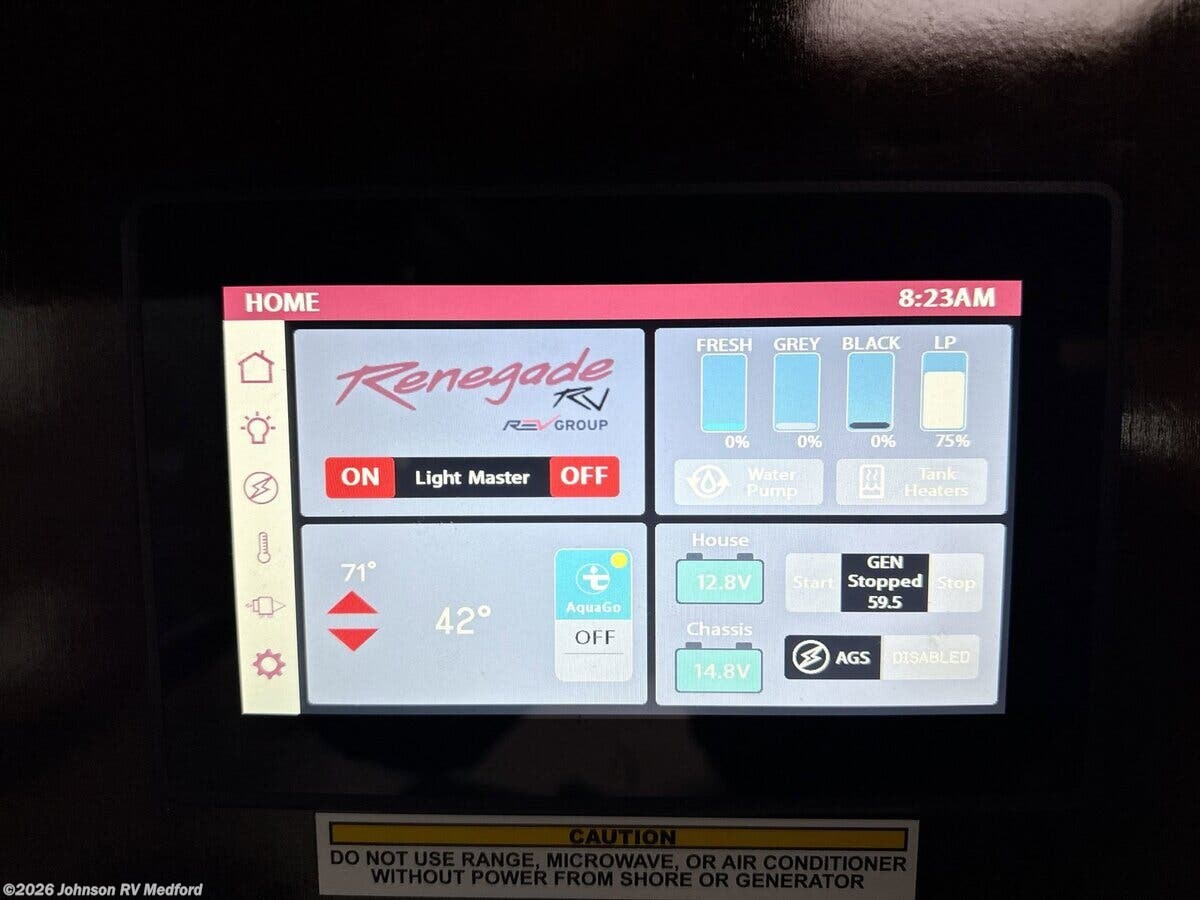 HOME
8:23AM
Renegade
RV
REV GROUP
ON Light Master OFF
FRESH GREY BLACK LP
0% 0% 0% 75%
Water
Pump
Tank
Heaters
71°
42°
AquaGo
OFF
House
12.8V
Chassis
14.8V
Start
GEN
Stopped
59.5
Stop
AGS DISABLED
CAUTION
DO NOT USE RANGE, MICROWAVE, OR AIR CONDITIONER
WITHOUT POWER FROM SHORE OR GENERATOR
©2026 Johnson RV Medford